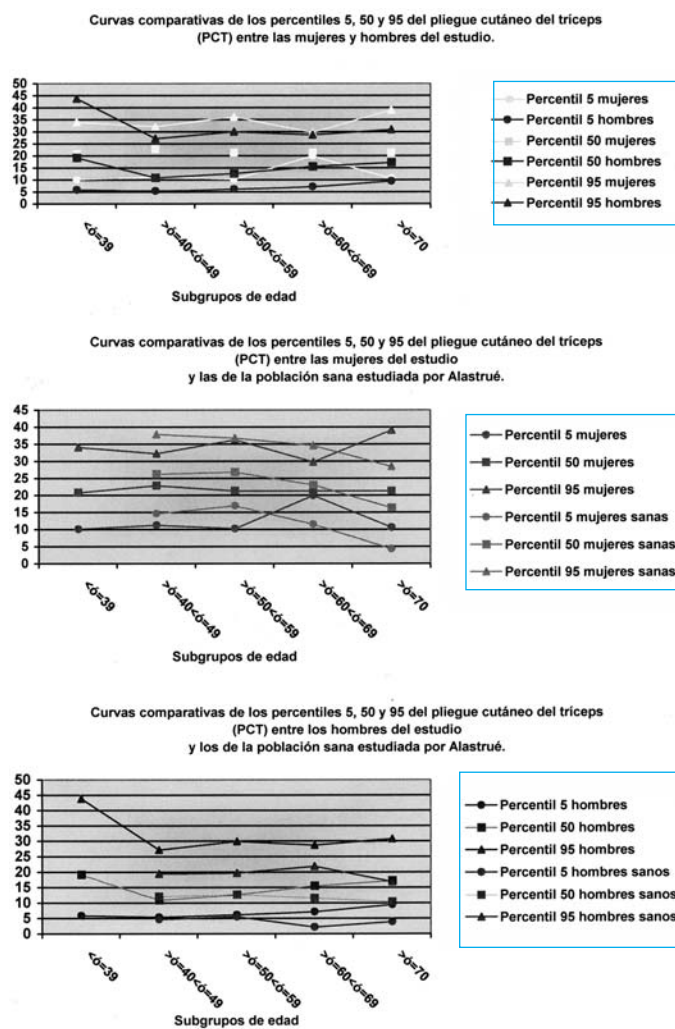 Curvas comparativas de los percentiles 5, 50 y 95 del pliegue cutáneo del tríceps
(PCT) entre las mujeres y hombres del estudio.
50
45
40
35
30
25
20
15
10
5
0
<ó=39
>ó=40<ó=49
>ó=50<ó=59
>ó=60<ó=69
>ó=70
Subgrupos de edad
Percentil 5 mujeres
Percentil 5 hombres
Percentil 50 mujeres
Percentil 50 hombres
Percentil 95 mujeres
Percentil 95 hombres
Curvas comparativas de los percentiles 5, 50 y 95 del pliegue cutáneo del tríceps
(PCT) entre las mujeres del estudio
y las de la población sana estudiada por Alastrué.
45
40
35
30
25
20
15
10
5
0
<ó=39
>ó=40<ó=49
>ó=50<ó=59
>ó=60<ó=69
>ó=70
Subgrupos de edad
Percentil 5 mujeres
Percentil 50 mujeres
Percentil 95 mujeres
Percentil 5 mujeres sanas
Percentil 50 mujeres sanas
Percentil 95 mujeres sanas
Curvas comparativas de los percentiles 5, 50 y 95 del pliegue cutáneo del tríceps
(PCT) entre los hombres del estudio
y los de la población sana estudiada por Alastrué.
50
45
40
35
30
25
20
15
10
5
0
<ó=39
>ó=40<ó=49
>ó=50<ó=59
>ó=60<ó=69
>ó=70
Subgrupos de edad
Percentil 5 hombres
Percentil 50 hombres
Percentil 95 hombres
Percentil 5 hombres sanos
Percentil 50 hombres sanos
Percentil 95 hombres sanos